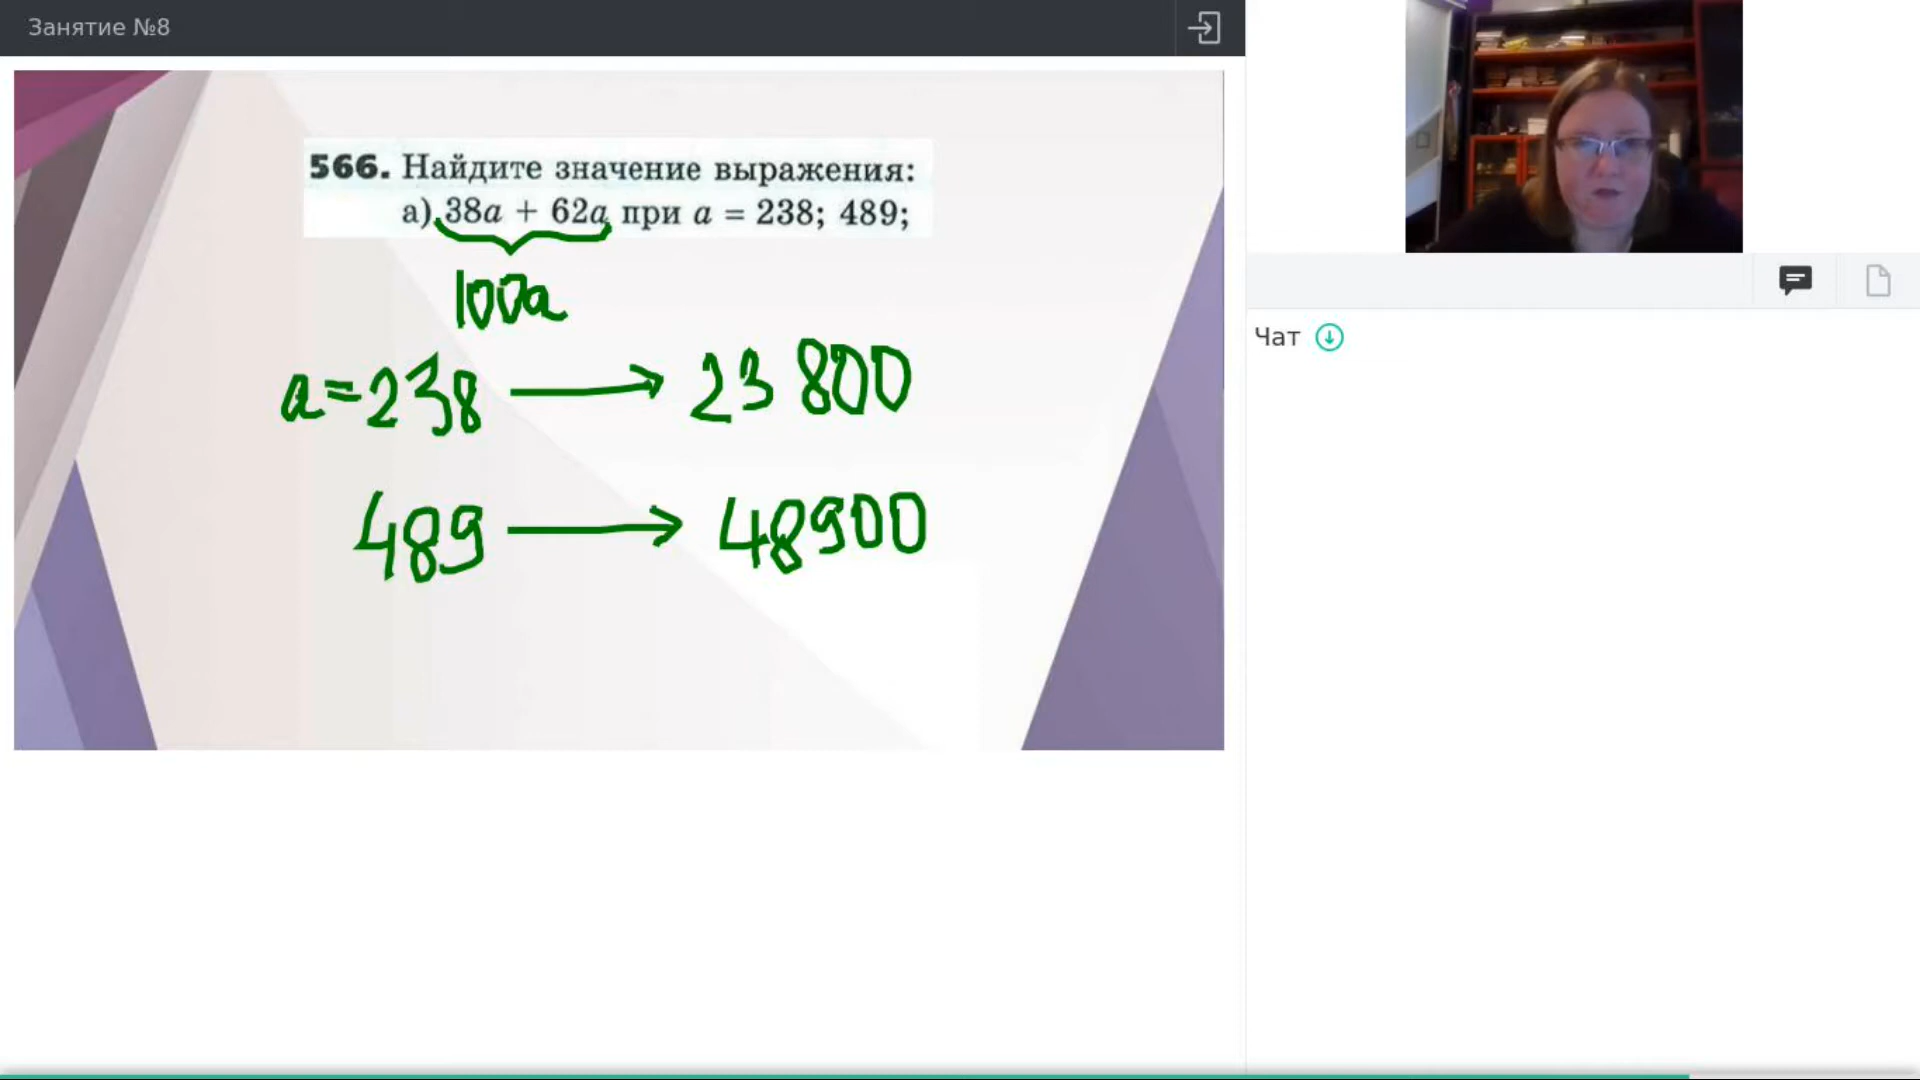 Занятие №8
566. Найдите значение выражения:
а) 38a + 62a при a = 238; 489;
100a
a=238 → 23 800
489 → 48900
Чат